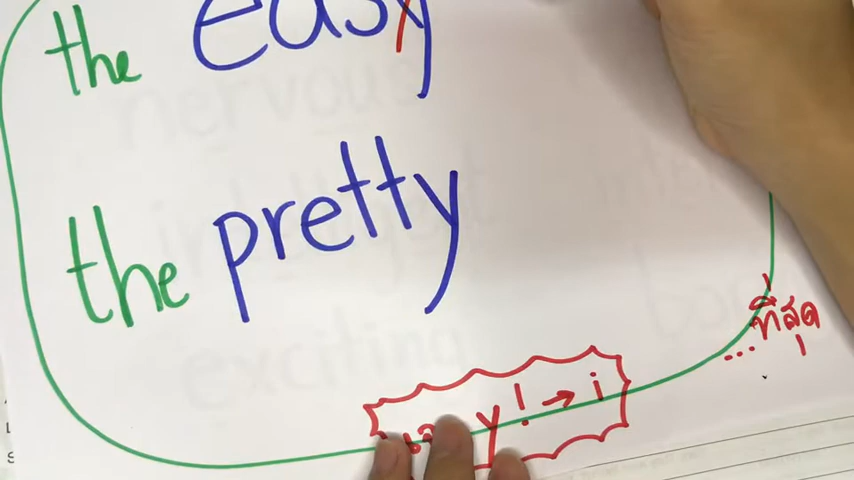 the easy
the pretty
...ที่สุด
y! → i